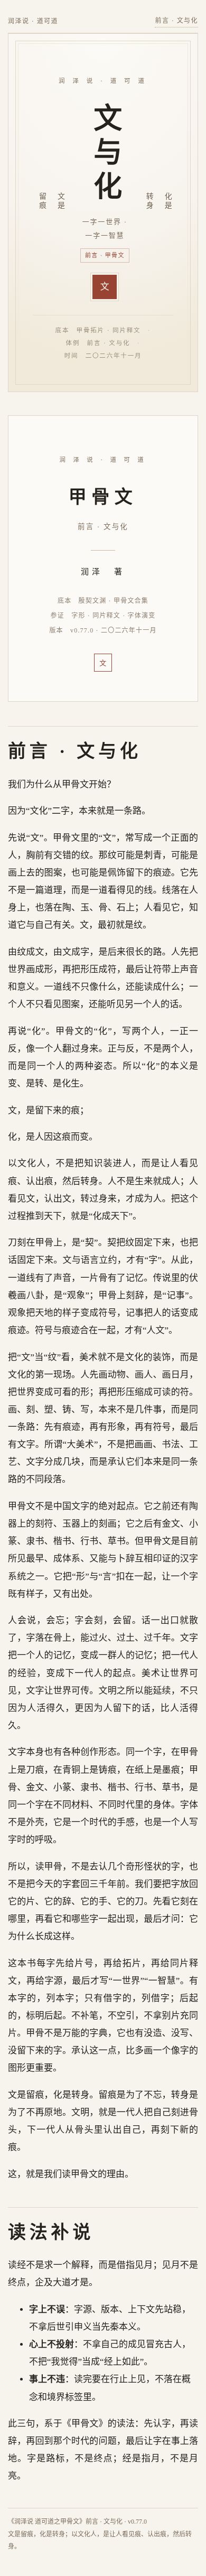 润泽说 · 道可道
前言 · 文与化
润 泽 说 · 道 可 道
文与化
文是
留痕
化是
转身
一字一世界 ·
一字一智慧
前言 · 甲骨文
文
底本 甲骨拓片 · 同片释文 ·
体例 前言 · 文与化
时间 二〇二六年十一月
润 泽 说 · 道 可 道
甲骨文
前言 · 文与化
润泽 著
底本 殷契文渊 · 甲骨文合集
参证 字形 · 同片释文 · 字体演变
版本 v0.77.0 · 二〇二六年十一月
文
前言 · 文与化
我们为什么从甲骨文开始?
因为“文化”二字，本来就是一条路。
先说“文”。甲骨文里的“文”，常写成一个正面的
人，胸前有交错的纹。那纹可能是刺青，可能是
画上去的图案，也可能是佩饰留下的痕迹。它先
不是一篇道理，而是一道看得见的线。线落在人
身上，也落在陶、玉、骨、石上；人看见它，知
道它与自己有关。文，最初就是纹。
由纹成文，由文成字，是后来很长的路。人先把
世界画成形，再把形压成符，最后让符带上声音
和意义。一道线不只像什么，还能读成什么；一
个人不只看见图案，还能听见另一个人的话。
再说“化”。甲骨文的“化”，写两个人，一正一
反，像一个人翻过身来。正与反，不是两个人，
而是同一个人的两种姿态。所以“化”的本义是
变、是转、是化生。
文，是留下来的痕；
化，是人因这痕而变。
以文化人，不是把知识装进人，而是让人看见
痕、认出痕，然后转身。人不是生来就成人；人
看见文，认出文，转过身来，才成为人。把这个
过程推到天下，就是“化成天下”。
刀刻在甲骨上，是“契”。契把纹固定下来，也把
话固定下来。文与语言立约，才有“字”。从此，
一道线有了声音，一片骨有了记忆。传说里的伏
羲画八卦，是“观象”；甲骨上刻辞，是“记事”。
观象把天地的样子变成符号，记事把人的话变成
痕迹。符号与痕迹合在一起，才有“人文”。
把“文”当“纹”看，美术就不是文化的装饰，而是
文化的第一现场。人先画动物、画人、画日月，
把世界变成可看的形；再把形压缩成可读的符。
画、刻、塑、铸、写，本来不是几件事，而是同
一条路：先有痕迹，再有形象，再有符号，最后
有文字。所谓“大美术”，不是把画画、书法、工
艺、文字分成几块，而是承认它们本来是同一条
路的不同段落。
甲骨文不是中国文字的绝对起点。它之前还有陶
器上的刻符、玉器上的刻画；它之后有金文、小
篆、隶书、楷书、行书、草书。但甲骨文是目前
所见最早、成体系、又能与卜辞互相印证的汉字
系统之一。它把“形”与“言”扣在一起，让一个字
既有样子，又有出处。
人会说，会忘；字会刻，会留。话一出口就散
了，字落在骨上，能过火、过土、过千年。文字
把一个人的记忆，变成一群人的记忆；把一代人
的经验，变成下一代人的起点。美术让世界可
见，文字让世界可传。文明之所以能延续，不只
因为人活得久，更因为人留下的话，比人活得
久。
文字本身也有各种创作形态。同一个字，在甲骨
上是刀痕，在青铜上是铸痕，在纸上是墨痕；甲
骨、金文、小篆、隶书、楷书、行书、草书，是
同一个字在不同材料、不同时代里的身体。字体
不是外壳，它是一个时代的手感，也是一个人写
字时的呼吸。
所以，读甲骨，不是去认几个奇形怪状的字，也
不是把今天的字套回三千年前。我们要把字放回
它的片、它的辞、它的手、它的刀。先看它刻在
哪里，再看它和哪些字一起出现，最后才问：它
为什么长成这样。
这本书每字先给片号，再给拓片，再给同片释
文，再给字源，最后才写“一世界”“一智慧”。有
本字的，列本字；只有借字的，列借字；后起
的，标明后起。不补笔，不空引，不拿别片充同
片。甲骨不是万能的字典，它也有没造、没写、
没留下来的字。承认这一点，比多画一个像字的
图形更重要。
文是留痕，化是转身。留痕是为了不忘，转身是
为了不再原地。文明，就是一代人把自己刻进骨
头，下一代人从骨头里认出自己，再刻下新的
痕。
这，就是我们读甲骨文的理由。
读法补说
读经不是求一个解释，而是借指见月；见月不是
终点，企及大道才是。
• 字上不误：字源、版本、上下文先站稳，
不拿后世引申义当先秦本义。
• 心上不投射：不拿自己的成见冒充古人，
不把“我觉得”当成“经上如此”。
• 事上不违：读完要在行止上见，不落在概
念和境界标签里。
此三句，系于《甲骨文》的读法：先认字，再读
辞，再回到那个时代的问题，最后让字在事上落
地。字是路标，不是终点；经是指月，不是月
亮。
《润泽说 道可道之甲骨文》前言 · 文与化 · v0.77.0
文是留痕，化是转身；以文化人，是让人看见痕、认出痕，然后转
身。